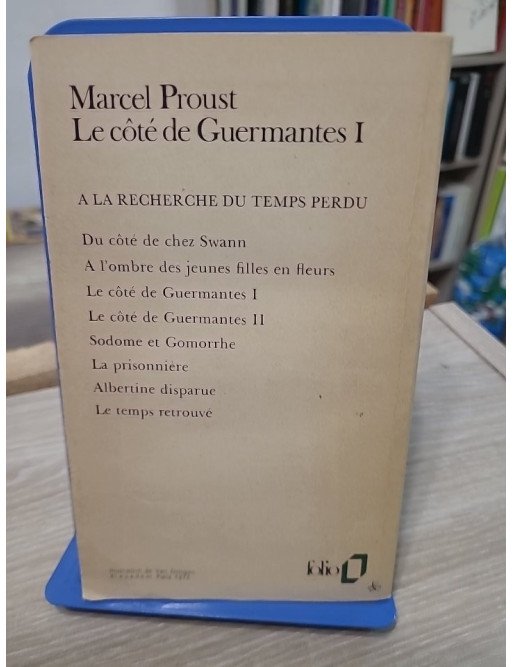 Marcel Proust
Le côté de Guermantes I
A LA RECHERCHE DU TEMPS PERDU
Du côté de chez Swann
A l'ombre des jeunes filles en fleurs
Le côté de Guermantes I
Le côté de Guermantes II
Sodome et Gomorrhe
La prisonnière
Albertine disparue
Le temps retrouvé
folio